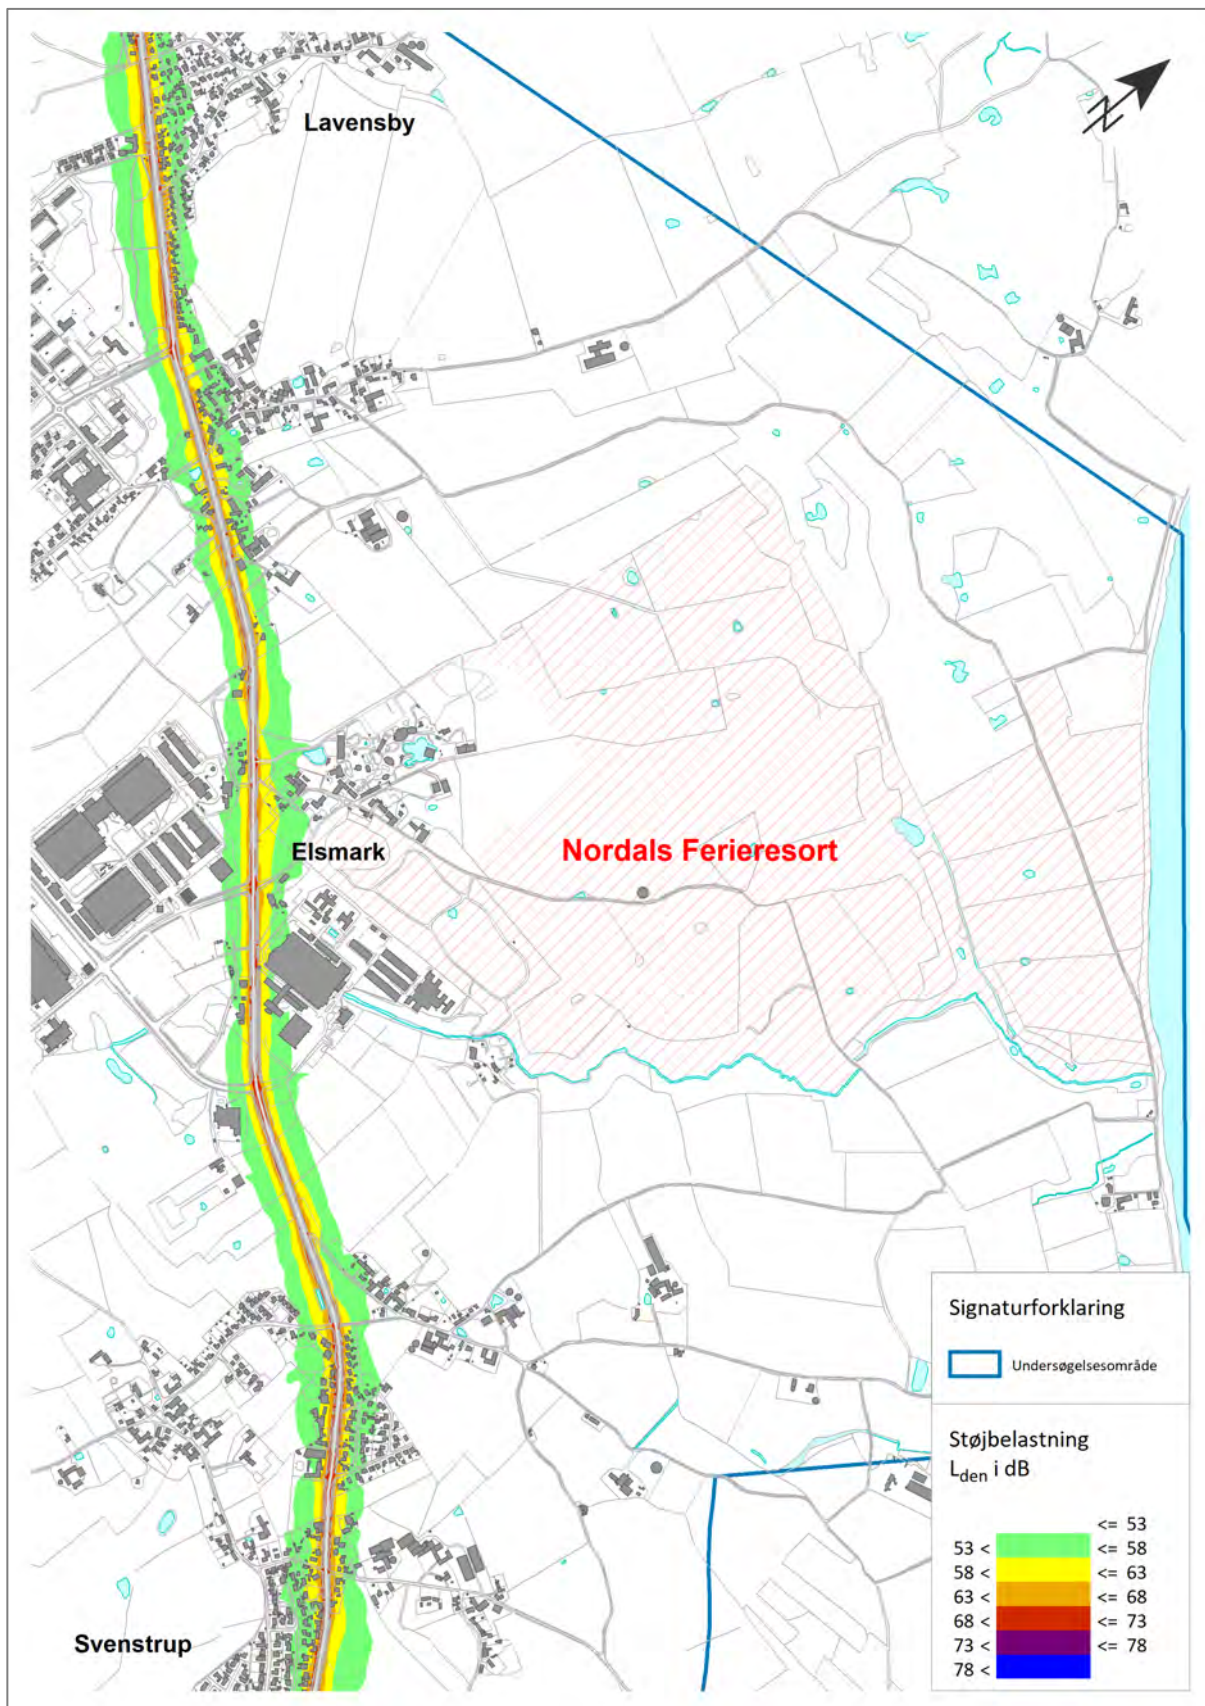 Lavensby
N
Elsmark
Nordals Ferieresort
Svenstrup
Signaturforklaring
Undersøgelsesområde
Støjbelastning
Lden i dB
<= 53
53 < <= 58
58 < <= 63
63 < <= 68
68 < <= 73
73 < <= 78
78 <